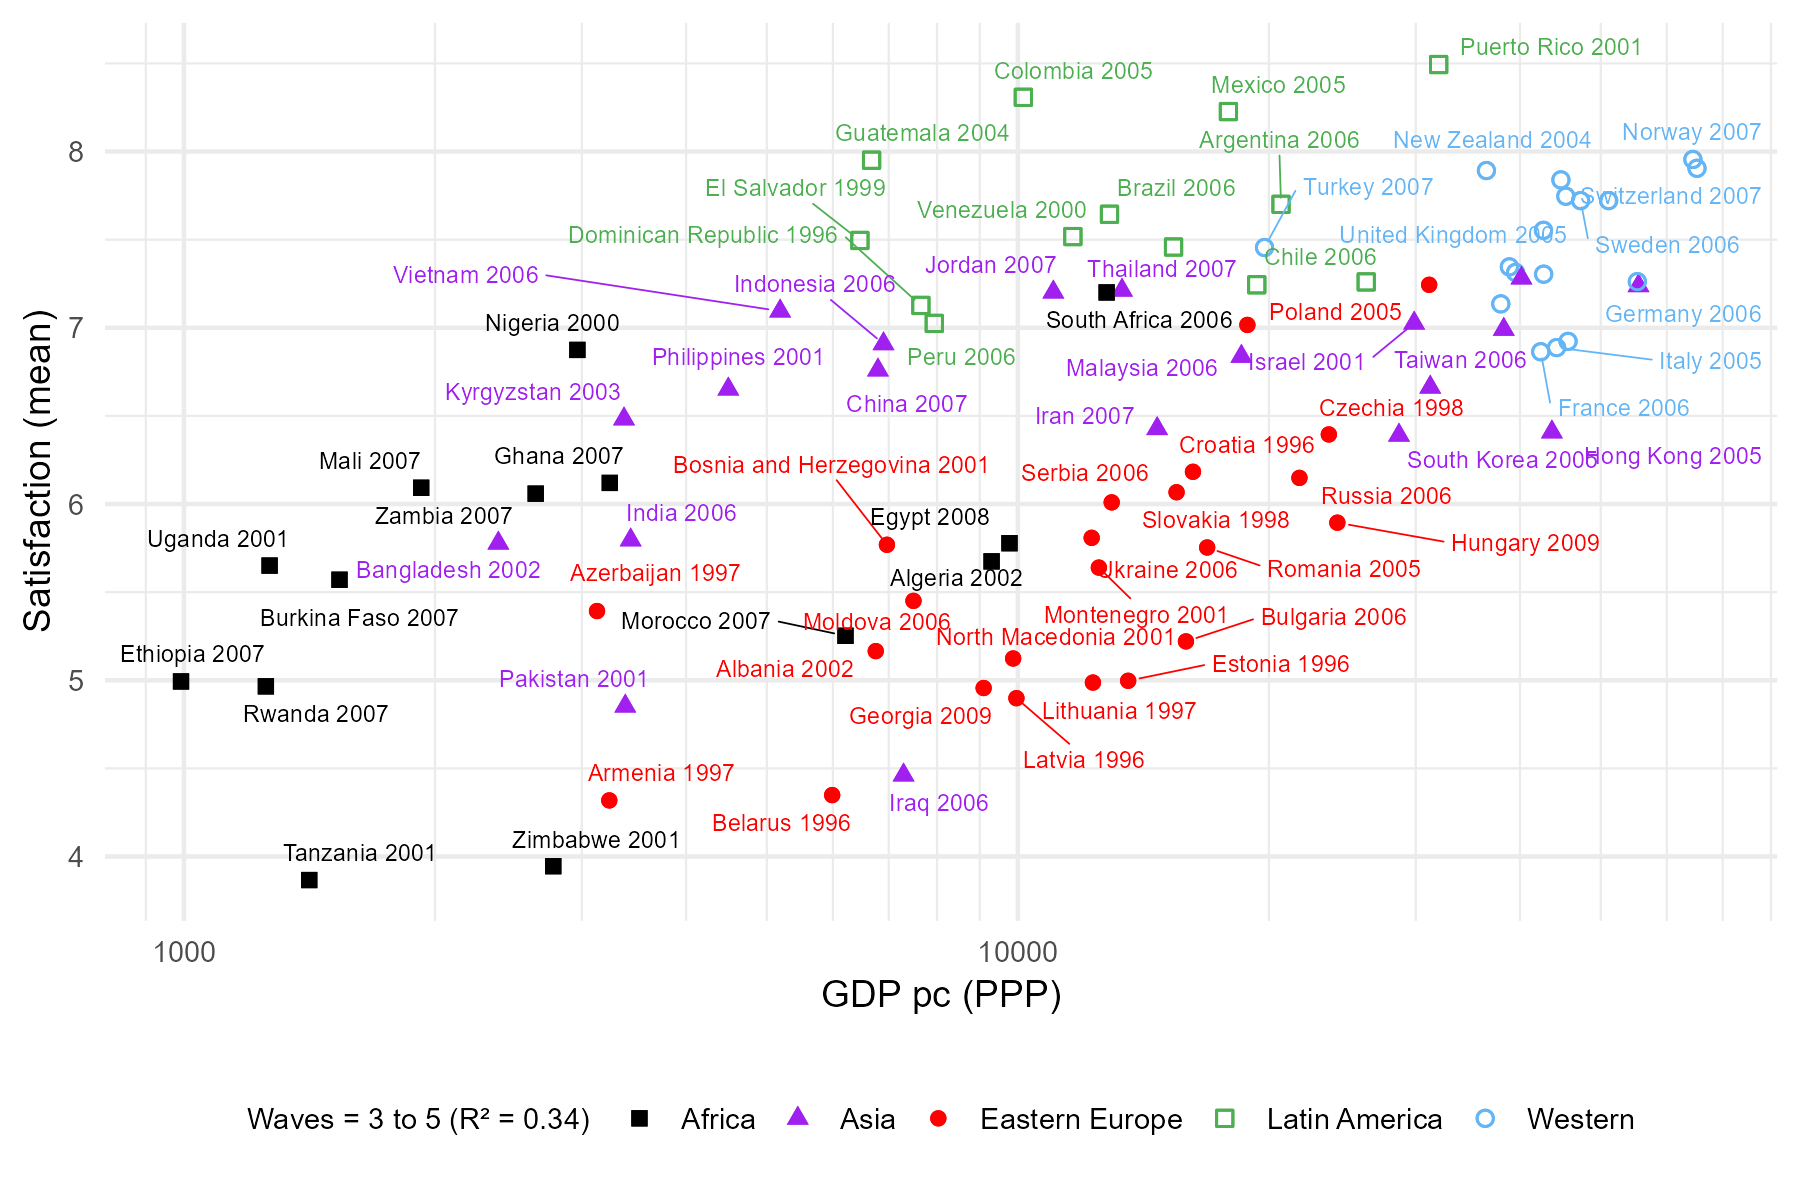 Puerto Rico 2001
Colombia 2005
Mexico 2005
Guatemala 2004
Argentina 2006
New Zealand 2004
Norway 2007
8
El Salvador 1999
Brazil 2006
Turkey 2007
Switzerland 2007
Venezuela 2000
Dominican Republic 1996
United Kingdom 2005
Sweden 2006
Chile 2006
Vietnam 2006
Indonesia 2006
Jordan 2007
Thailand 2007
7
Nigeria 2000
South Africa 2006
Poland 2005
Germany 2006
Philippines 2001
Peru 2006
Malaysia 2006
Israel 2001
Taiwan 2006
Italy 2005
Kyrgyzstan 2003
China 2007
Iran 2007
Czechia 1998
France 2006
Mali 2007
Ghana 2007
Bosnia and Herzegovina 2001
Serbia 2006
Croatia 1996
South Korea 2005
Hong Kong 2005
6
Zambia 2007
India 2006
Egypt 2008
Slovakia 1998
Russia 2006
Uganda 2001
Hungary 2009
Bangladesh 2002
Azerbaijan 1997
Algeria 2002
Ukraine 2006
Romania 2005
Burkina Faso 2007
Morocco 2007
Moldova 2006
Montenegro 2001
Bulgaria 2006
North Macedonia 2001
Ethiopia 2007
Albania 2002
Estonia 1996
5
Pakistan 2001
Rwanda 2007
Georgia 2009
Lithuania 1997
Latvia 1996
Armenia 1997
Iraq 2006
Belarus 1996
Zimbabwe 2001
4
Tanzania 2001
Satisfaction (mean)
1000
10000
GDP pc (PPP)
Waves = 3 to 5 (R² = 0.34)
Africa
Asia
Eastern Europe
Latin America
Western